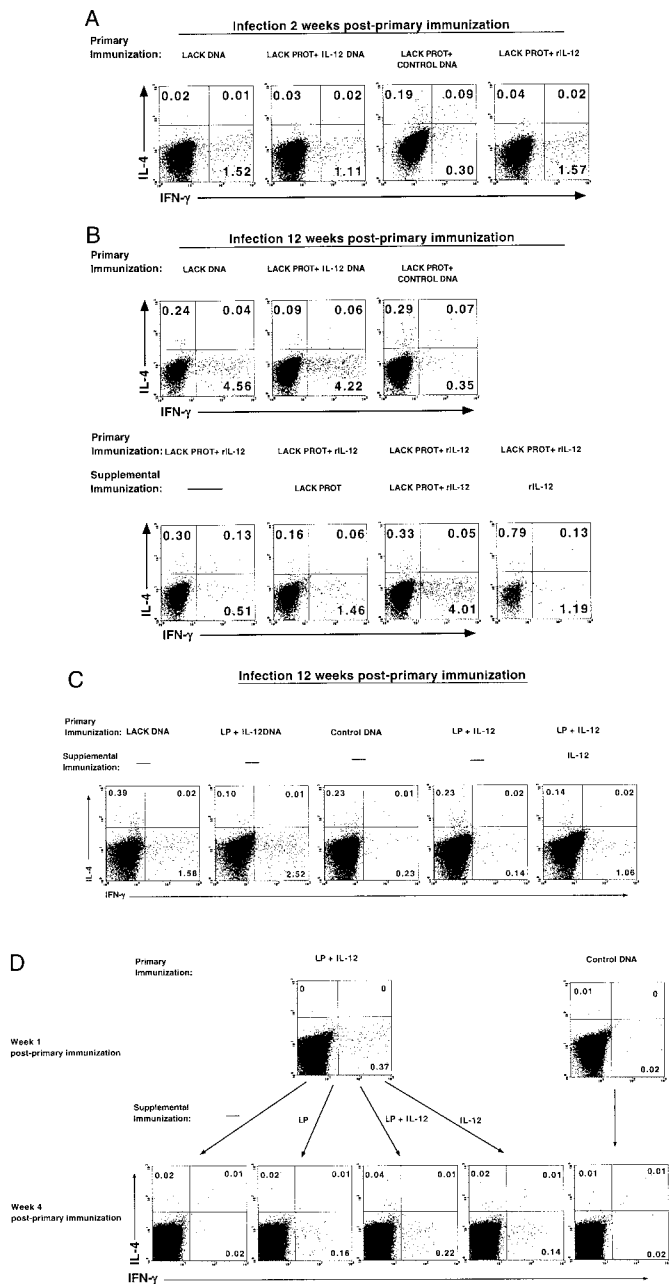 A
Infection 2 weeks post-primary immunization
Primary
Immunization:
LACK DNA
LACK PROT+ IL-12 DNA
LACK PROT+
CONTROL DNA
LACK PROT+ rIL-12
0.02 0.01
0.03 0.02
0.19 0.09
0.04 0.02
1.52
1.11
0.30
1.57
IL-4
IFN-γ
B
Infection 12 weeks post-primary immunization
Primary
Immunization:
LACK DNA
LACK PROT+ IL-12 DNA
LACK PROT+
CONTROL DNA
0.24 0.04
0.09 0.06
0.29 0.07
4.56
4.22
0.35
IL-4
IFN-γ
Primary
Immunization: LACK PROT+ rIL-12
LACK PROT+ rIL-12
LACK PROT+ rIL-12
LACK PROT+ rIL-12
Supplemental
Immunization:
LACK PROT
LACK PROT+ rIL-12
rIL-12
0.30 0.13
0.16 0.06
0.33 0.05
0.79 0.13
0.51
1.46
4.01
1.19
IL-4
IFN-γ
C
Infection 12 weeks post-primary immunization
Primary
Immunization:
LACK DNA
LP + IL-12DNA
Control DNA
LP + IL-12
LP + IL-12
Supplemental
Immunization:
IL-12
0.39 0.02
0.10 0.01
0.23 0.01
0.23 0.02
0.14 0.02
1.58
2.52
0.23
0.14
1.06
IL-4
IFN-γ
D
Primary
Immunization:
LP + IL-12
Control DNA
0 0
0.01 0
Week 1
post-primary immunization
0.37
0.02
Supplemental
Immunization:
LP
LP + IL-12
IL-12
Week 4
post-primary immunization
0.02 0.01
0.02 0.01
0.04 0.01
0.02 0.01
0.01 0.01
0.02
0.16
0.22
0.14
0.02
IL-4
IFN-γ